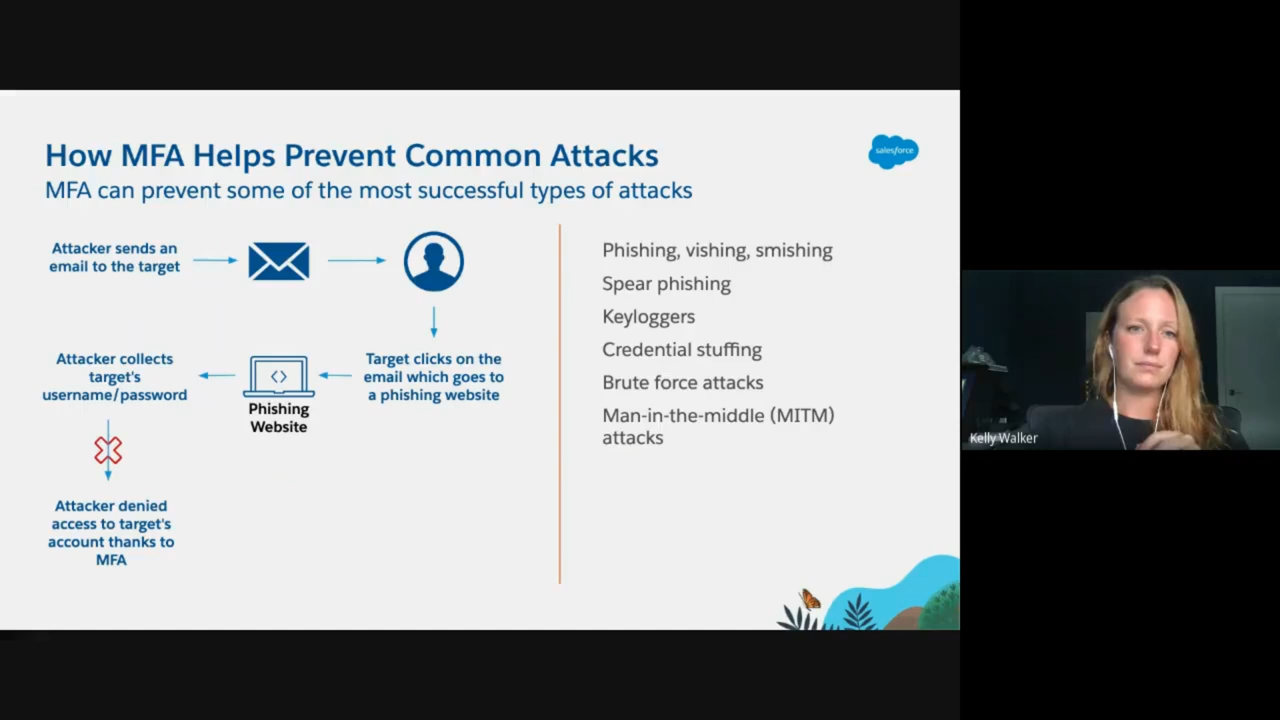 How MFA Helps Prevent Common Attacks
salesforce
MFA can prevent some of the most successful types of attacks
Attacker sends an
email to the target
Target clicks on the
email which goes to
a phishing website
Phishing
Website
Attacker collects
target's
username/password
Attacker denied
access to target's
account thanks to
MFA
Phishing, vishing, smishing
Spear phishing
Keyloggers
Credential stuffing
Brute force attacks
Man-in-the-middle (MITM)
attacks
Kelly Walker